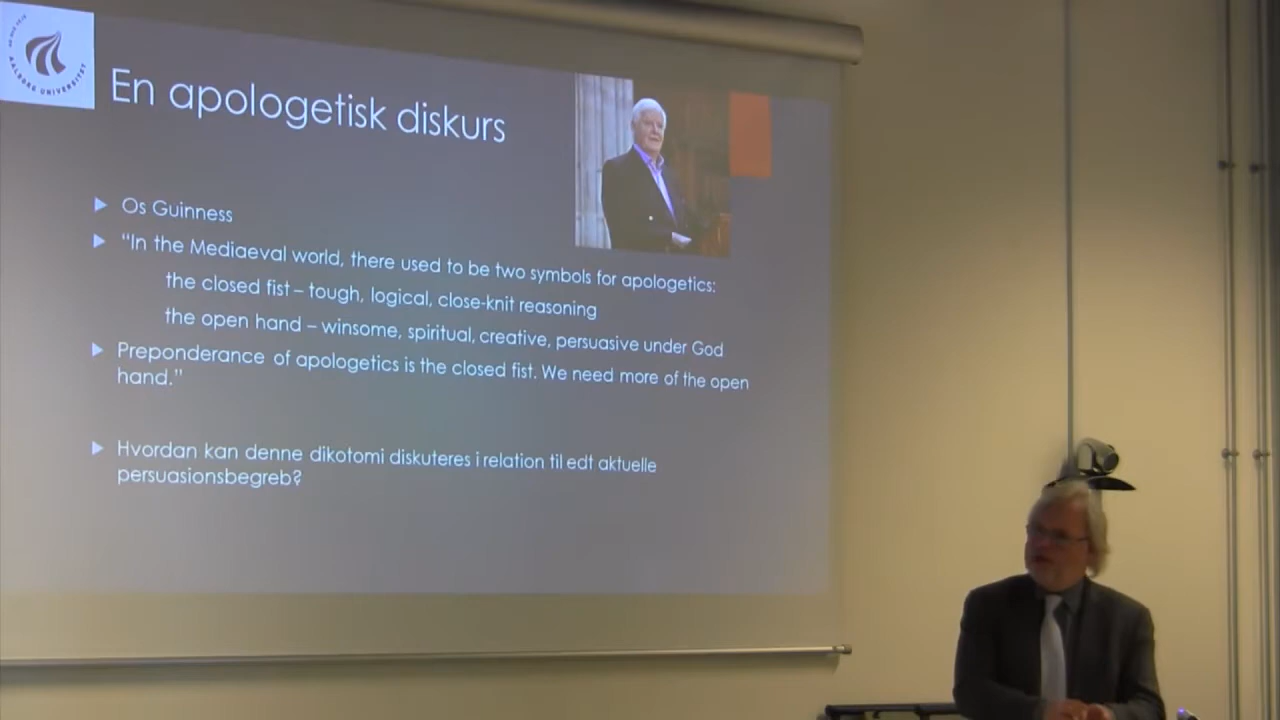 AALBORG UNIVERSITET
En apologetisk diskurs
Os Guinness
“In the Mediaeval world, there used to be two symbols for apologetics:
the closed fist – tough, logical, close-knit reasoning
the open hand – winsome, spiritual, creative, persuasive under God
Preponderance of apologetics is the closed fist. We need more of the open
hand.”
Hvordan kan denne dikotomi diskuteres i relation til edt aktuelle
persuasionsbegreb?